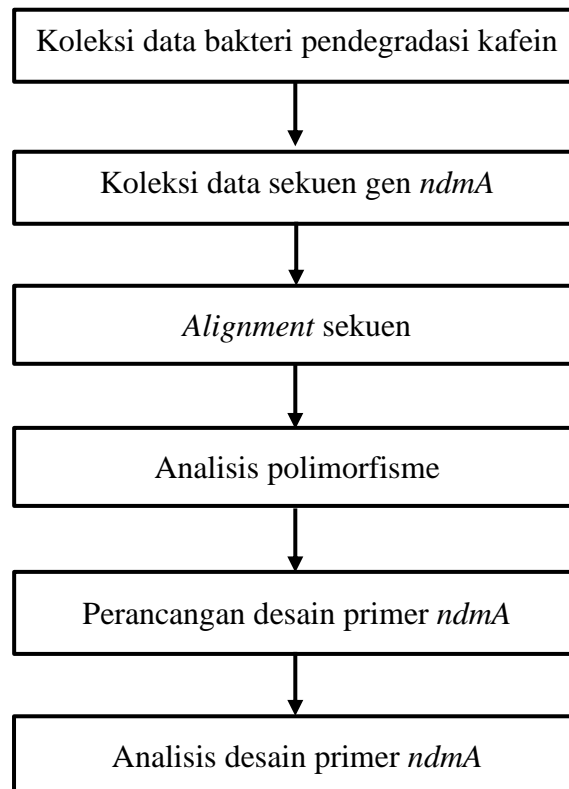 Koleksi data bakteri pendegradasi kafein
Koleksi data sekuen gen ndmA
Alignment sekuen
Analisis polimorfisme
Perancangan desain primer ndmA
Analisis desain primer ndmA